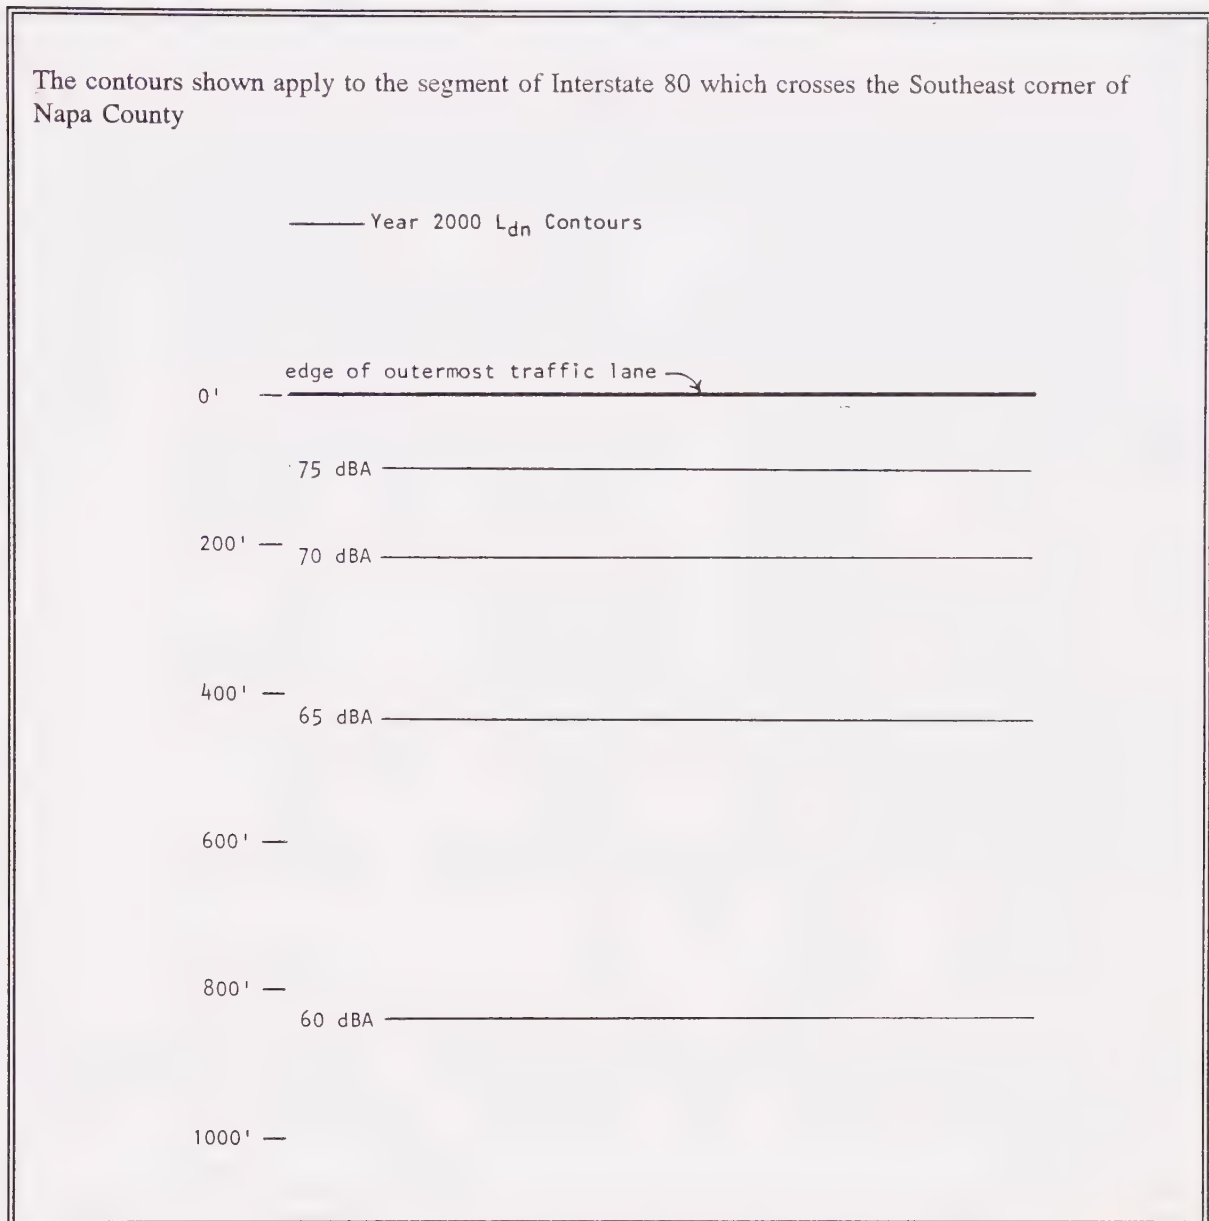 The contours shown apply to the segment of Interstate 80 which crosses the Southeast corner of
Napa County
Year 2000 Ldn Contours
edge of outermost traffic lane
0'
75 dBA
200'
70 dBA
400'
65 dBA
600'
800'
60 dBA
1000'